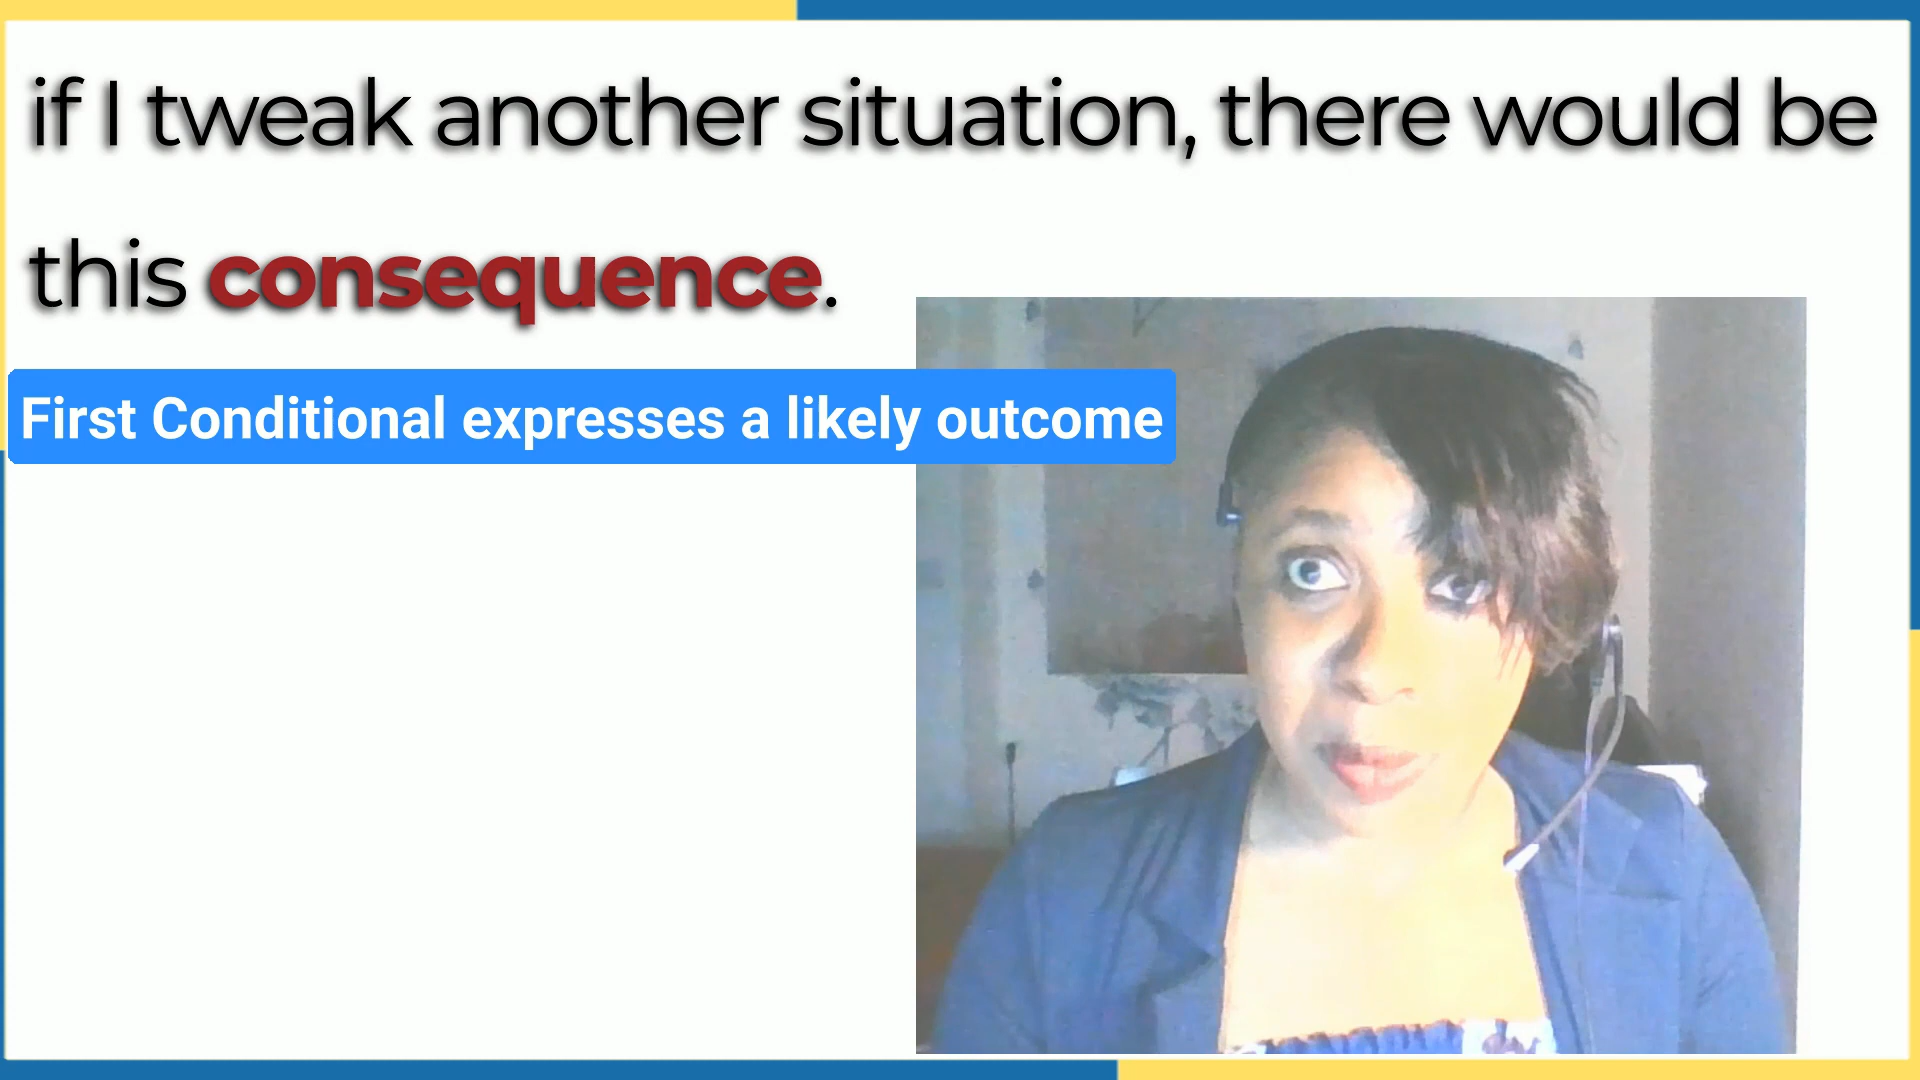 if I tweak another situation, there would be
this consequence.
First Conditional expresses a likely outcome